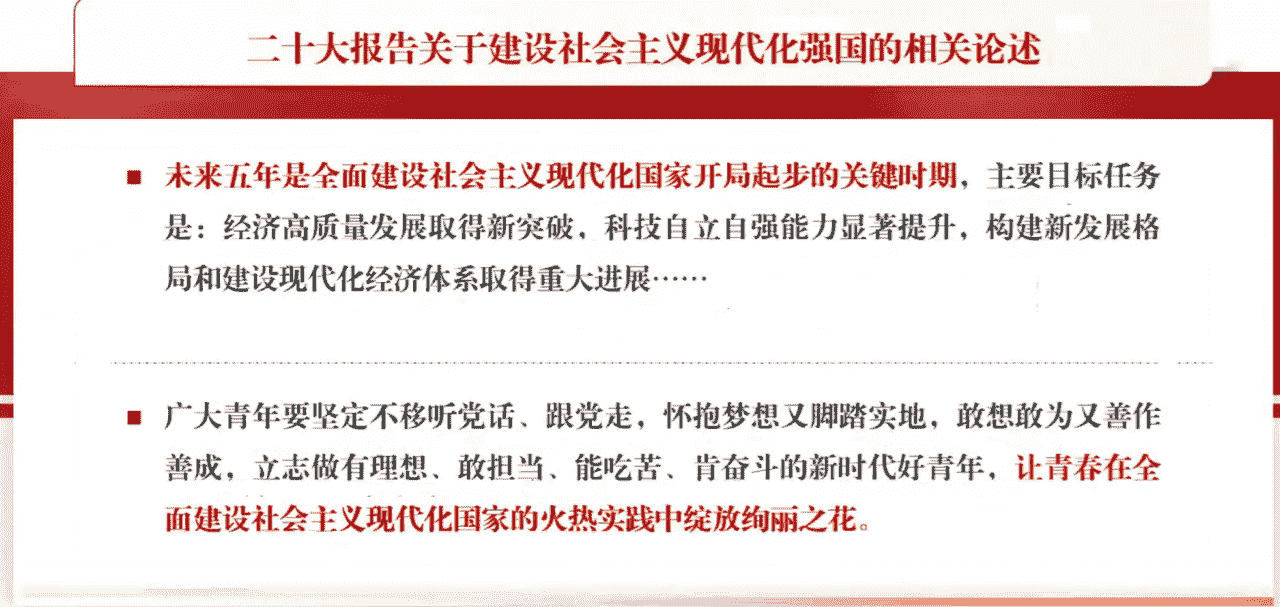 二十大报告关于建设社会主义现代化强国的相关论述
■ 未来五年是全面建设社会主义现代化国家开局起步的关键时期，主要目标任务
是：经济高质量发展取得新突破，科技自立自强能力显著提升，构建新发展格
局和建设现代化经济体系取得重大进展……
■ 广大青年要坚定不移听党话、跟党走，怀抱梦想又脚踏实地，敢想敢为又善作
善成，立志做有理想、敢担当、能吃苦、肯奋斗的新时代好青年，让青春在全
面建设社会主义现代化国家的火热实践中绽放绚丽之花。